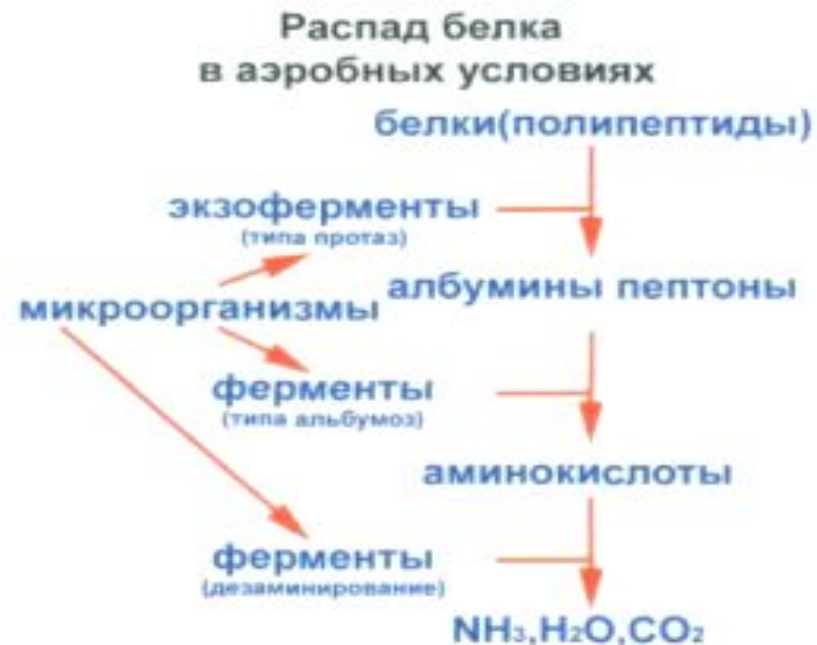 Распад белка
в аэробных условиях
белки(полипептиды)
экзоферменты
(типа протаз)
албумины пептоны
микроорганизмы
ферменты
(типа альбумоз)
аминокислоты
ферменты
(дезаминирование)
NH₃,H₂O,CO₂